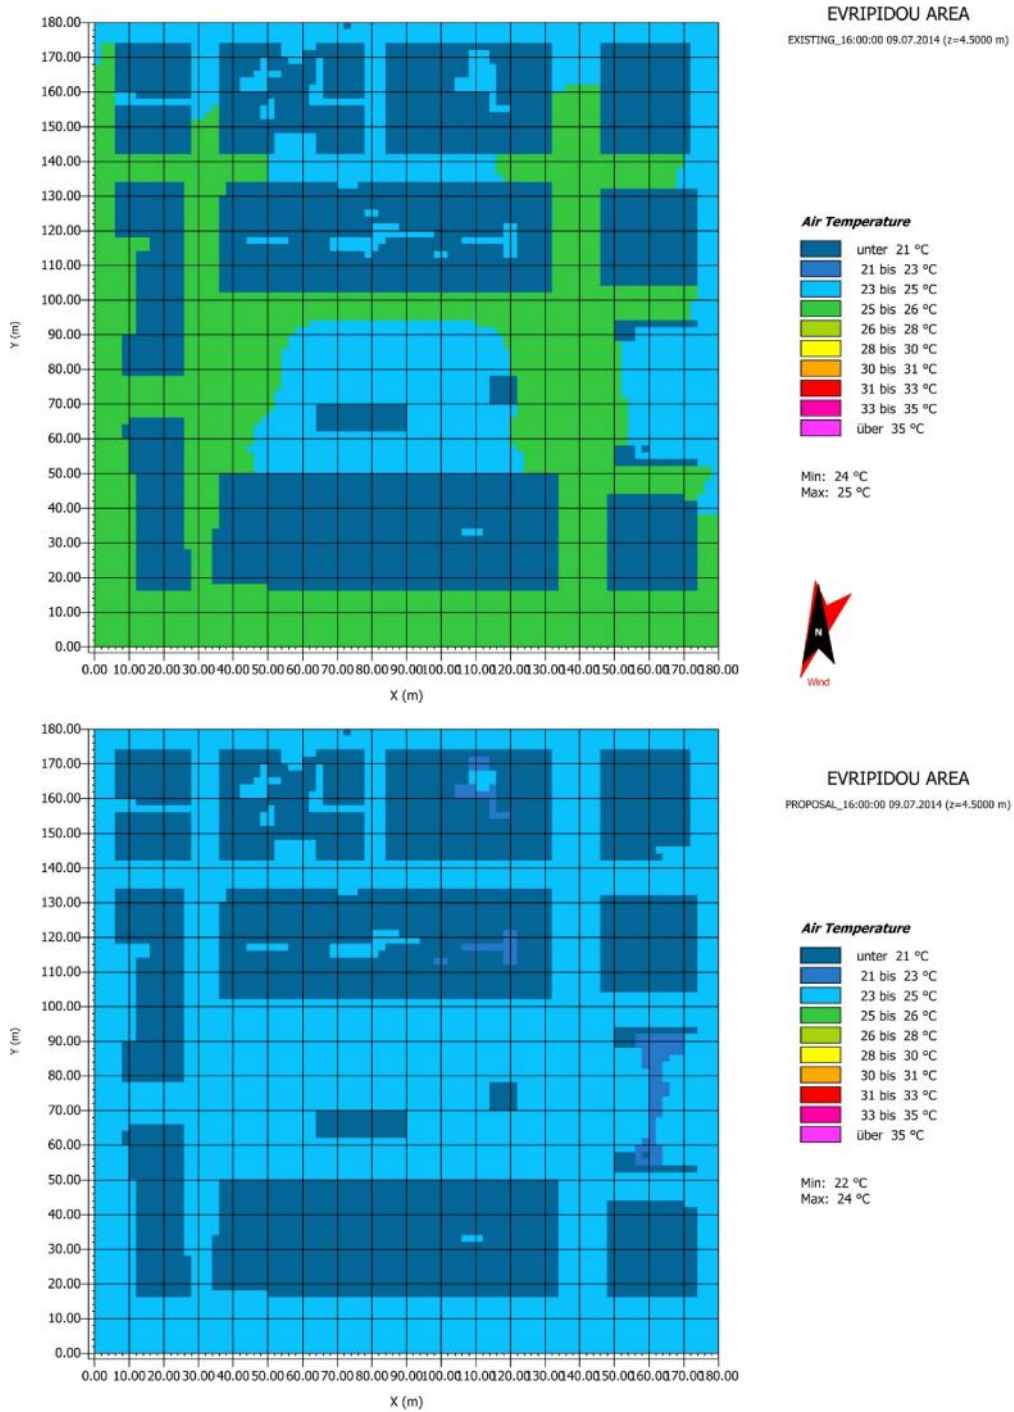 EVRIPIDOU AREA
EXISTING_16:00:00 09.07.2014 (z=4.5000 m)
180.00
170.00
160.00
150.00
140.00
130.00
120.00
110.00
100.00
90.00
80.00
70.00
60.00
50.00
40.00
30.00
20.00
10.00
0.00
Y (m)
0.00 10.00 20.00 30.00 40.00 50.00 60.00 70.00 80.00 90.00 100.00 110.00 120.00 130.00 140.00 150.00 160.00 170.00 180.00
X (m)
Air Temperature
unter 21 °C
21 bis 23 °C
23 bis 25 °C
25 bis 26 °C
26 bis 28 °C
28 bis 30 °C
30 bis 31 °C
31 bis 33 °C
33 bis 35 °C
über 35 °C
Min: 24 °C
Max: 25 °C
N
Wind
EVRIPIDOU AREA
PROPOSAL_16:00:00 09.07.2014 (z=4.5000 m)
180.00
170.00
160.00
150.00
140.00
130.00
120.00
110.00
100.00
90.00
80.00
70.00
60.00
50.00
40.00
30.00
20.00
10.00
0.00
Y (m)
0.00 10.00 20.00 30.00 40.00 50.00 60.00 70.00 80.00 90.00 100.00 110.00 120.00 130.00 140.00 150.00 160.00 170.00 180.00
X (m)
Air Temperature
unter 21 °C
21 bis 23 °C
23 bis 25 °C
25 bis 26 °C
26 bis 28 °C
28 bis 30 °C
30 bis 31 °C
31 bis 33 °C
33 bis 35 °C
über 35 °C
Min: 22 °C
Max: 24 °C